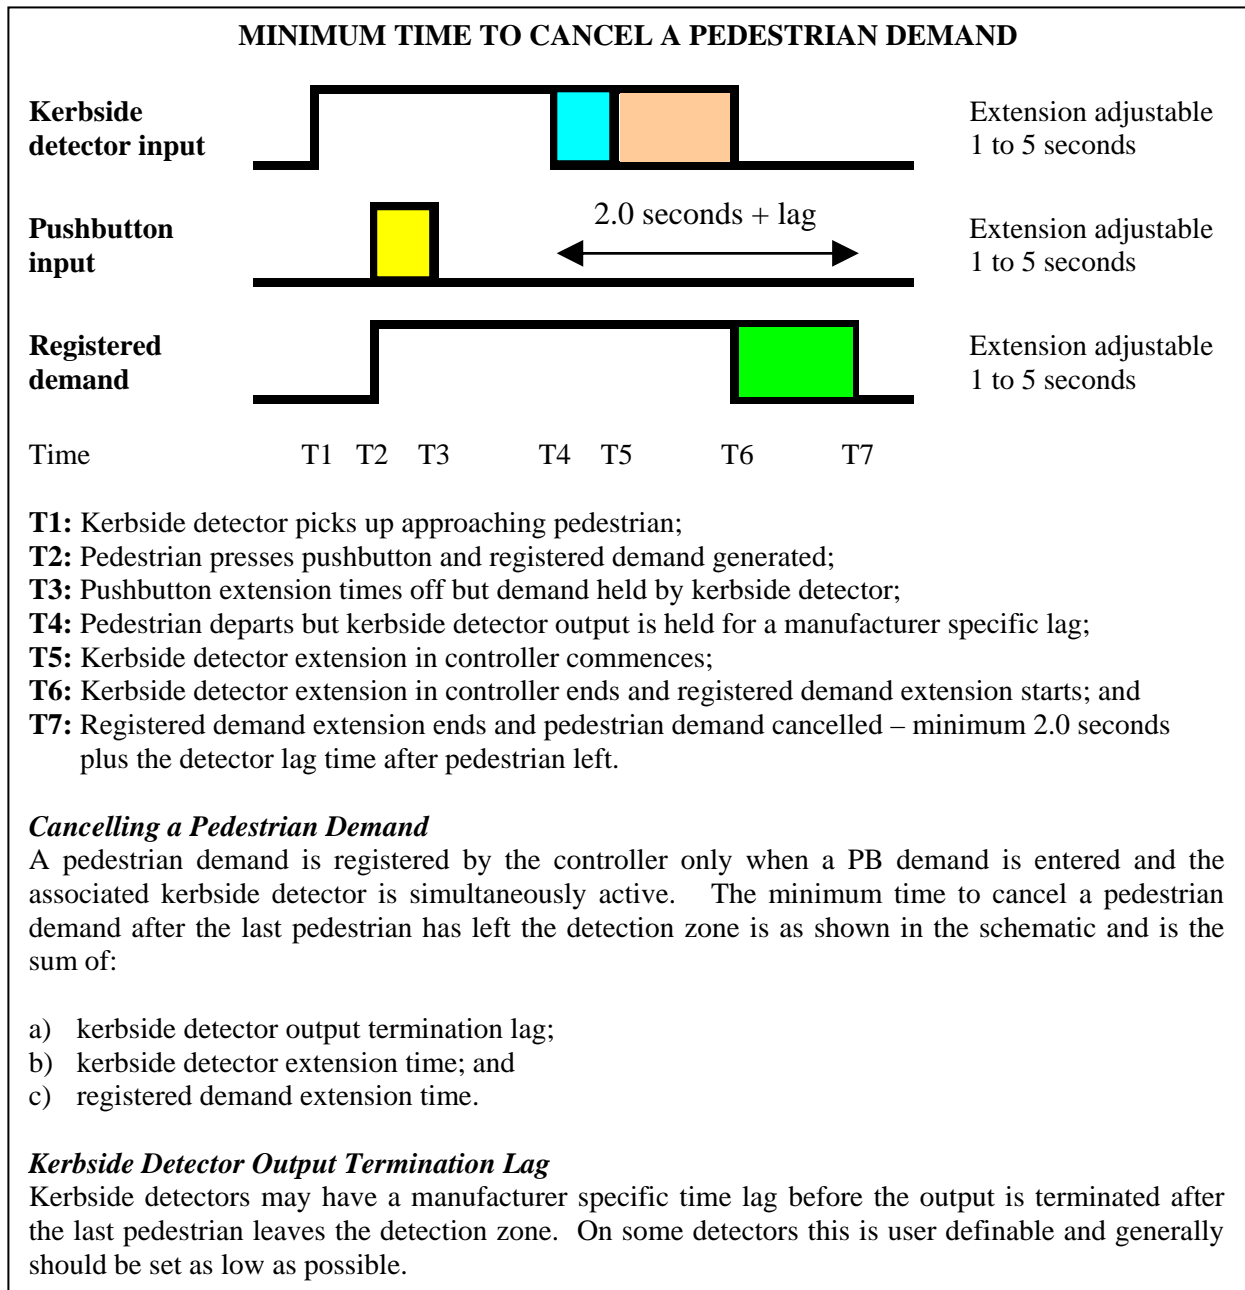 MINIMUM TIME TO CANCEL A PEDESTRIAN DEMAND
Kerbside
detector input
Extension adjustable
1 to 5 seconds
Pushbutton
input
2.0 seconds + lag
Extension adjustable
1 to 5 seconds
Registered
demand
Extension adjustable
1 to 5 seconds
Time T1 T2 T3 T4 T5 T6 T7
T1: Kerbside detector picks up approaching pedestrian;
T2: Pedestrian presses pushbutton and registered demand generated;
T3: Pushbutton extension times off but demand held by kerbside detector;
T4: Pedestrian departs but kerbside detector output is held for a manufacturer specific lag;
T5: Kerbside detector extension in controller commences;
T6: Kerbside detector extension in controller ends and registered demand extension starts; and
T7: Registered demand extension ends and pedestrian demand cancelled – minimum 2.0 seconds
plus the detector lag time after pedestrian left.
Cancelling a Pedestrian Demand
A pedestrian demand is registered by the controller only when a PB demand is entered and the
associated kerbside detector is simultaneously active. The minimum time to cancel a pedestrian
demand after the last pedestrian has left the detection zone is as shown in the schematic and is the
sum of:
a) kerbside detector output termination lag;
b) kerbside detector extension time; and
c) registered demand extension time.
Kerbside Detector Output Termination Lag
Kerbside detectors may have a manufacturer specific time lag before the output is terminated after
the last pedestrian leaves the detection zone. On some detectors this is user definable and generally
should be set as low as possible.